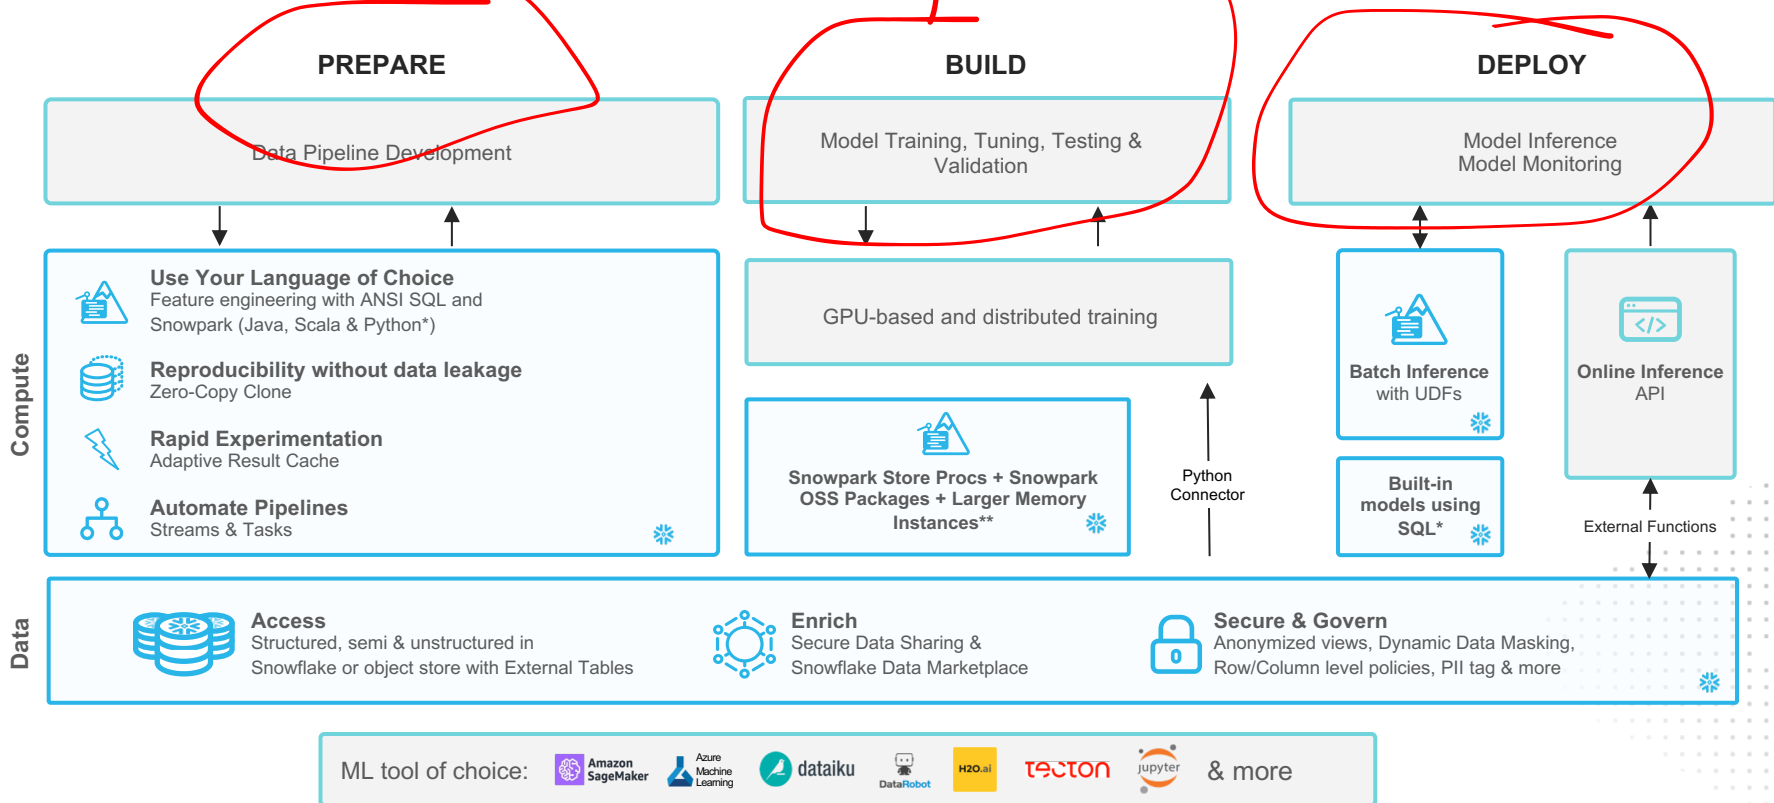 PREPARE
BUILD
DEPLOY
Data Pipeline Development
Model Training, Tuning, Testing &
Validation
Model Inference
Model Monitoring
Compute
Use Your Language of Choice
Feature engineering with ANSI SQL and
Snowpark (Java, Scala & Python*)
Reproducibility without data leakage
Zero-Copy Clone
Rapid Experimentation
Adaptive Result Cache
Automate Pipelines
Streams & Tasks
GPU-based and distributed training
Snowpark Store Procs + Snowpark
OSS Packages + Larger Memory
Instances**
Python
Connector
Batch Inference
with UDFs
Built-in
models using
SQL*
</>
Online Inference
API
External Functions
Data
Access
Structured, semi & unstructured in
Snowflake or object store with External Tables
Enrich
Secure Data Sharing &
Snowflake Data Marketplace
Secure & Govern
Anonymized views, Dynamic Data Masking,
Row/Column level policies, PII tag & more
ML tool of choice:
Amazon
SageMaker
Azure
Machine
Learning
dataiku
DataRobot
H2O.ai
TECTON
jupyter
& more